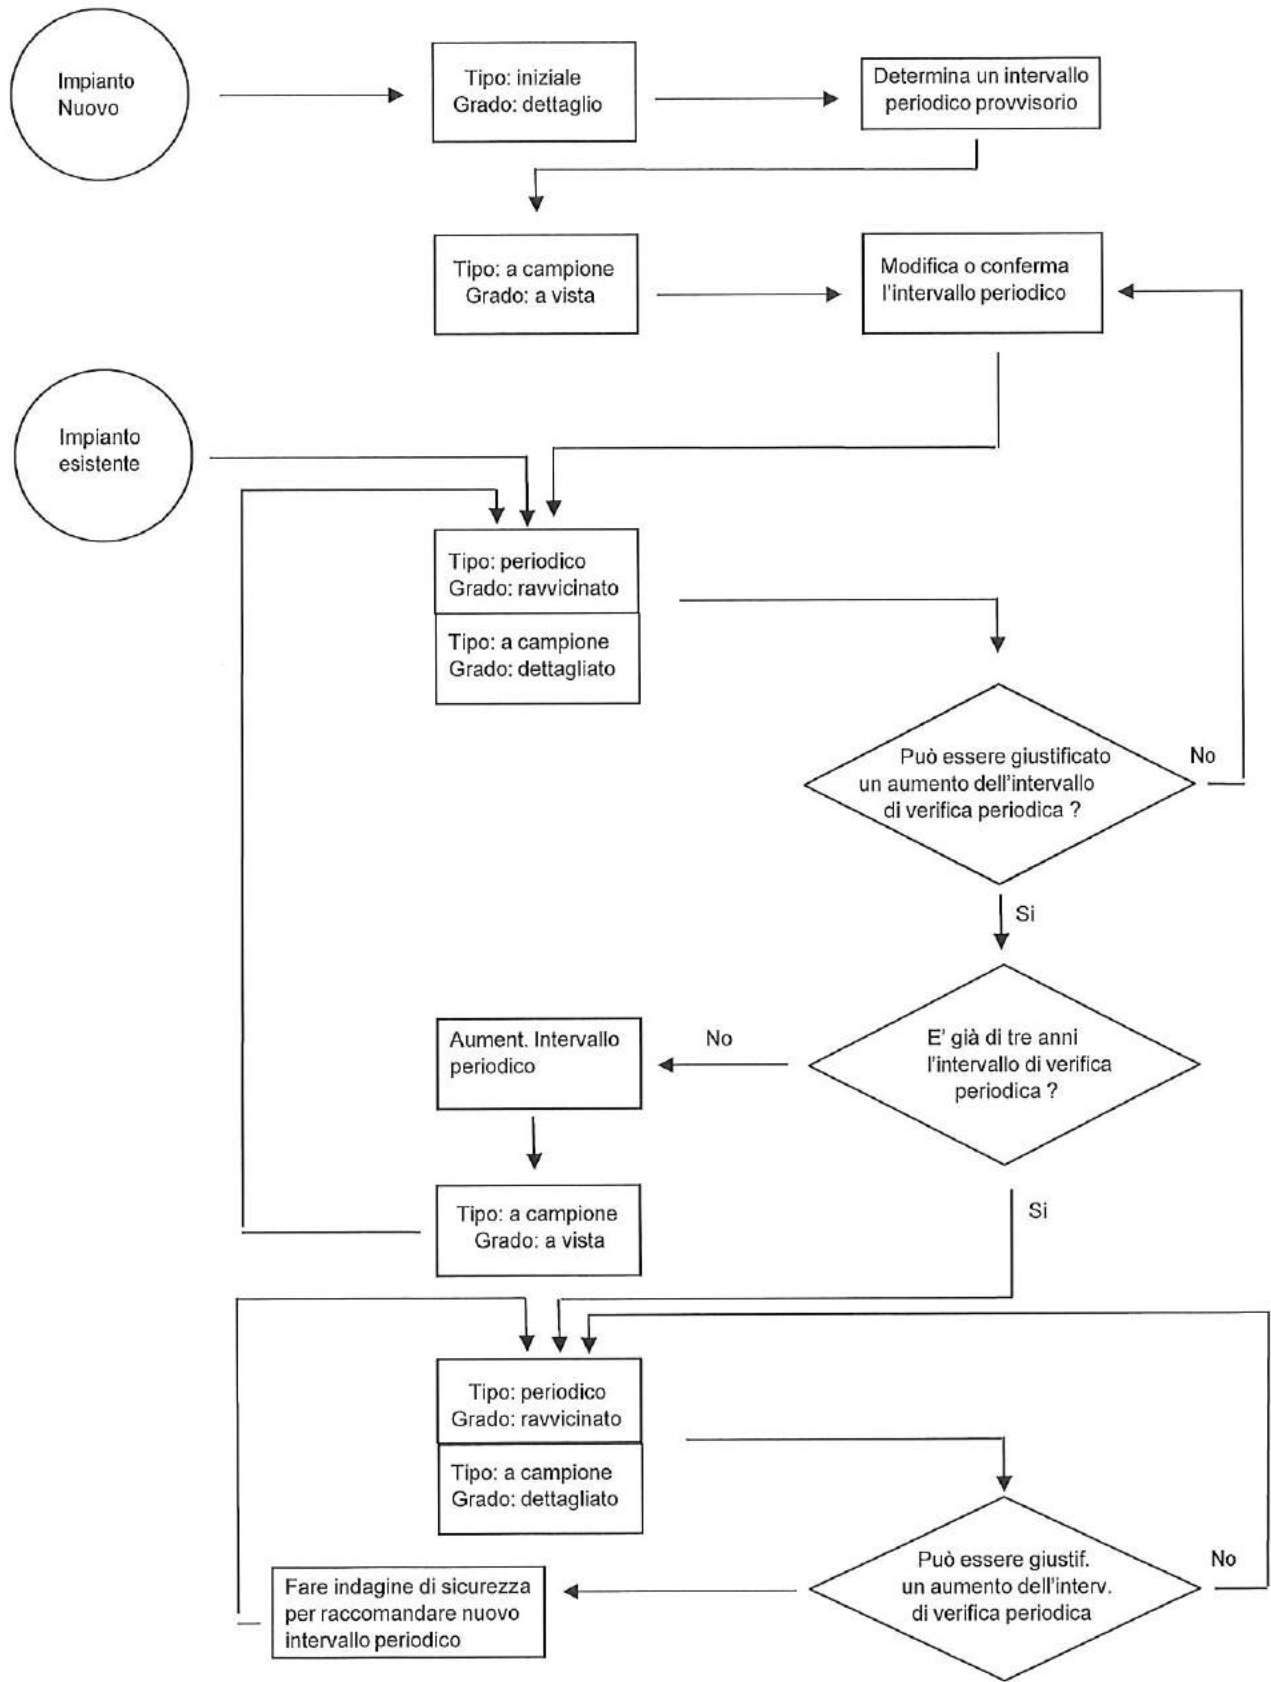 Impianto
Nuovo
Tipo: iniziale
Grado: dettaglio
Determina un intervallo
periodico provvisorio
Tipo: a campione
Grado: a vista
Modifica o conferma
l'intervallo periodico
Impianto
esistente
Tipo: periodico
Grado: ravvicinato
Tipo: a campione
Grado: dettagliato
Può essere giustificato
un aumento dell'intervallo
di verifica periodica ?
No
Si
E' già di tre anni
l'intervallo di verifica
periodica ?
No
Aument. Intervallo
periodico
Tipo: a campione
Grado: a vista
Si
Tipo: periodico
Grado: ravvicinato
Tipo: a campione
Grado: dettagliato
Può essere giustif.
un aumento dell'interv.
di verifica periodica
No
Fare indagine di sicurezza
per raccomandare nuovo
intervallo periodico